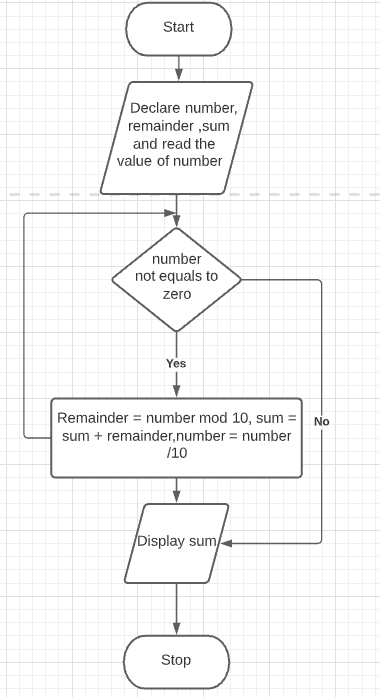 Start
Declare number,
remainder ,sum
and read the
value of number
number
not equals to
zero
Yes
Remainder = number mod 10, sum =
sum + remainder,number = number
/10
No
Display sum
Stop